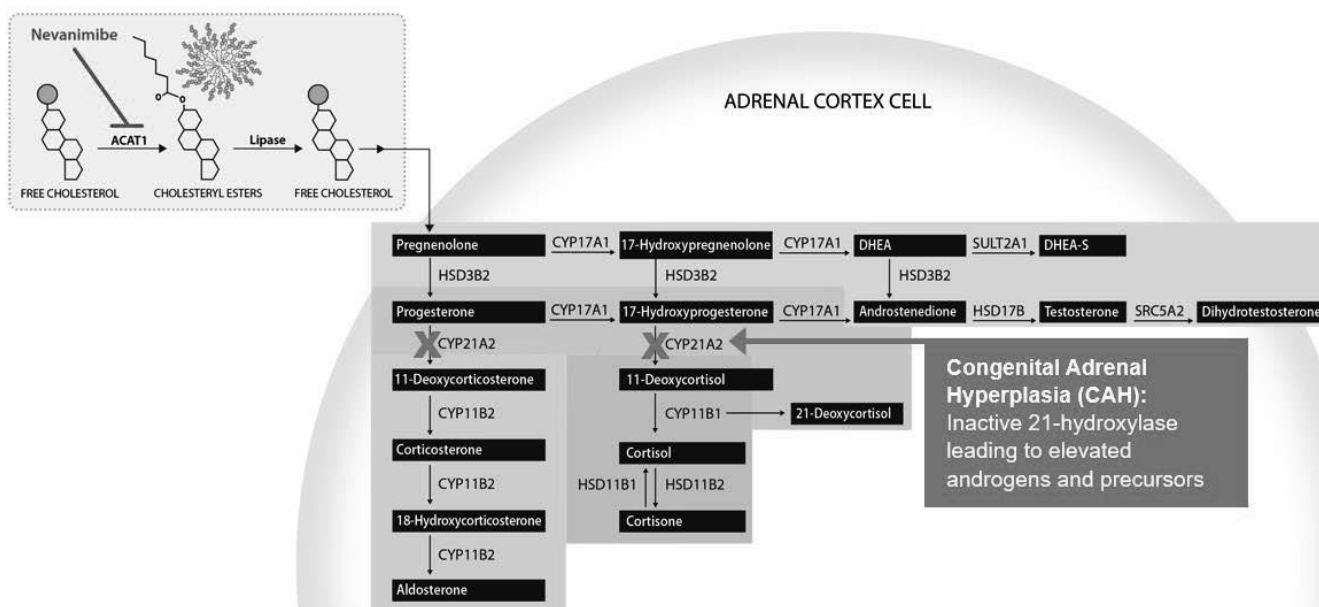 Nevanimibe
O
O
ACAT1
Lipase
FREE CHOLESTEROL
CHOLESTERYL ESTERS
FREE CHOLESTEROL
ADRENAL CORTEX CELL
Pregnenolone
CYP17A1
17-Hydroxypregnenolone
CYP17A1
DHEA
SULT2A1
DHEA-S
HSD3B2
HSD3B2
HSD3B2
Progesterone
CYP17A1
17-Hydroxyprogesterone
CYP17A1
Androstenedione
HSD17B
Testosterone
SRC5A2
Dihydrotestosterone
X
CYP21A2
X
CYP21A2
11-Deoxycorticosterone
11-Deoxycortisol
CYP11B2
CYP11B1
21-Deoxycortisol
Corticosterone
Cortisol
CYP11B2
HSD11B1
HSD11B2
18-Hydroxycorticosterone
Cortisone
CYP11B2
Aldosterone
Congenital Adrenal
Hyperplasia (CAH):
Inactive 21-hydroxylase
leading to elevated
androgens and precursors